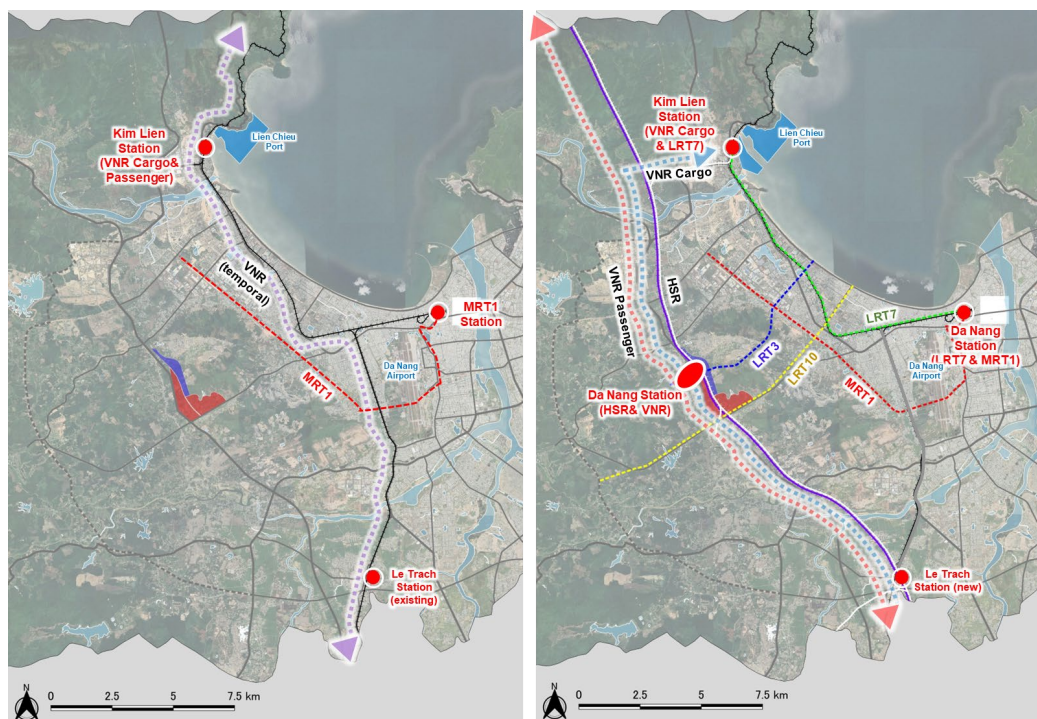 Kim Lien
Station
(VNR Cargo&
Passenger)
Lien Chieu
Port
VNR
(temporal)
MRT1
Station
Da Nang
Airport
MRT1
Le Trach
Station
(existing)
N
0 2.5 5 7.5 km
Kim Lien
Station
(VNR Cargo
& LRT7)
Lien Chieu
Port
VNR Cargo
HSR
VNR Passenger
LRT7
Da Nang
Station
(LRT7 & MRT1)
Da Nang
Airport
LRT3
LRT10
MRT1
Da Nang Station
(HSR& VNR)
Le Trach
Station (new)
N
0 2.5 5 7.5 km